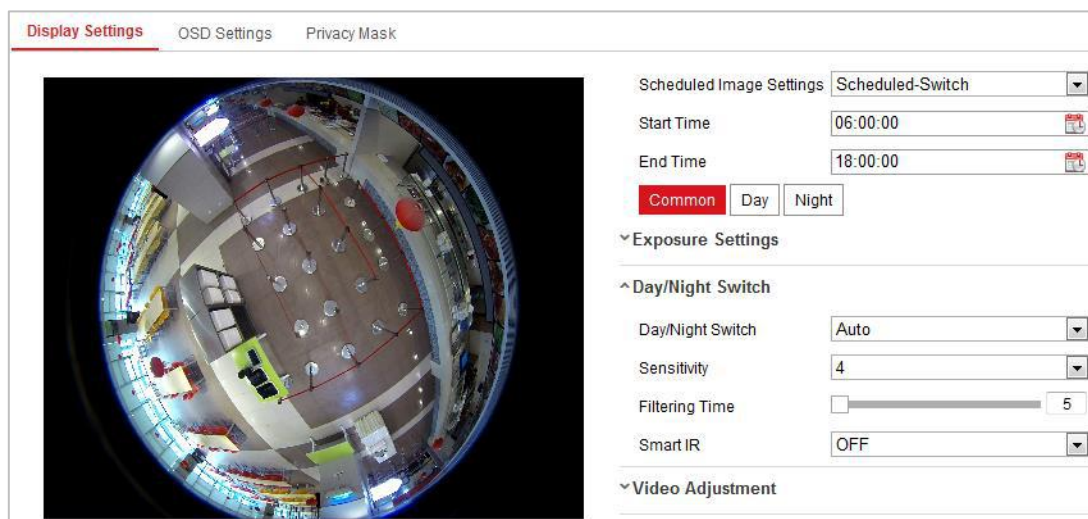 Display Settings OSD Settings Privacy Mask
Scheduled Image Settings Scheduled-Switch
Start Time 06:00:00
End Time 18:00:00
Common Day Night
Exposure Settings
Day/Night Switch
Day/Night Switch Auto
Sensitivity 4
Filtering Time 5
Smart IR OFF
Video Adjustment